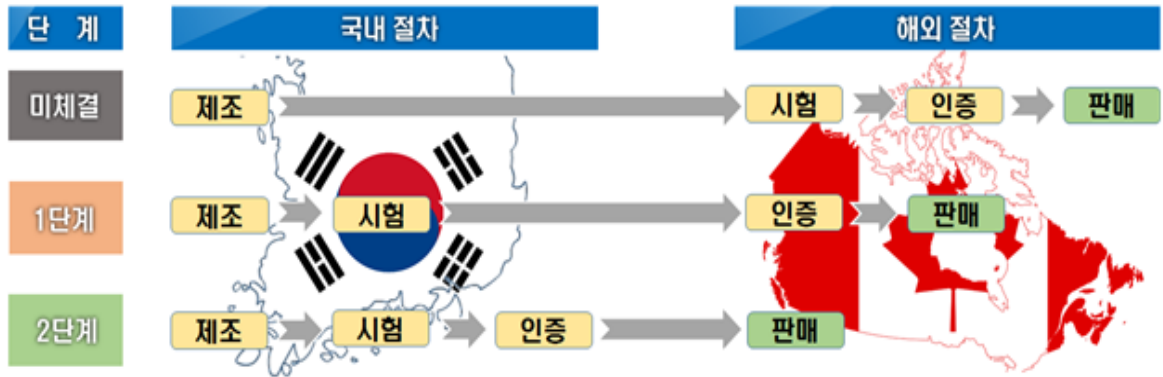 단 계 국내 절차 해외 절차
미체결 제조 시험 인증 판매
1단계 제조 시험 인증 판매
2단계 제조 시험 인증 판매